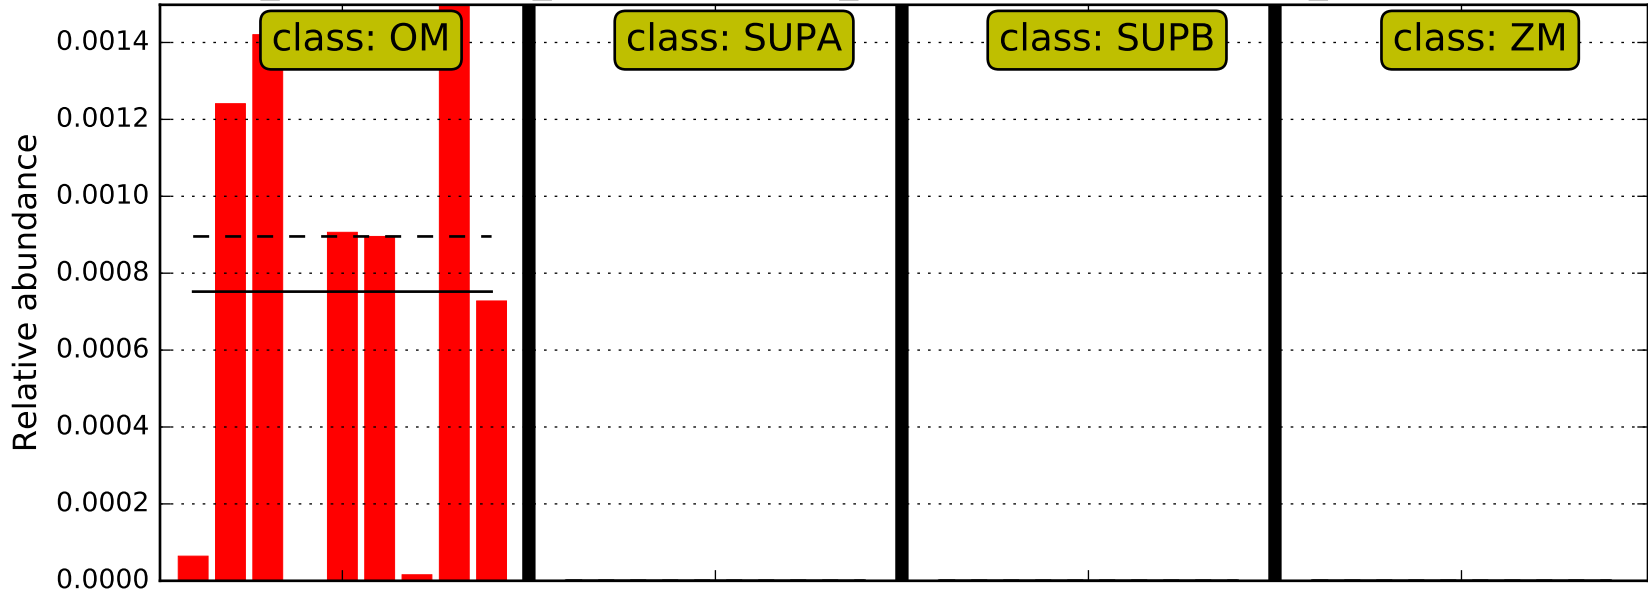 class: OM
class: SUPA
class: SUPB
class: ZM
Relative abundance
0.0014
0.0012
0.0010
0.0008
0.0006
0.0004
0.0002
0.0000